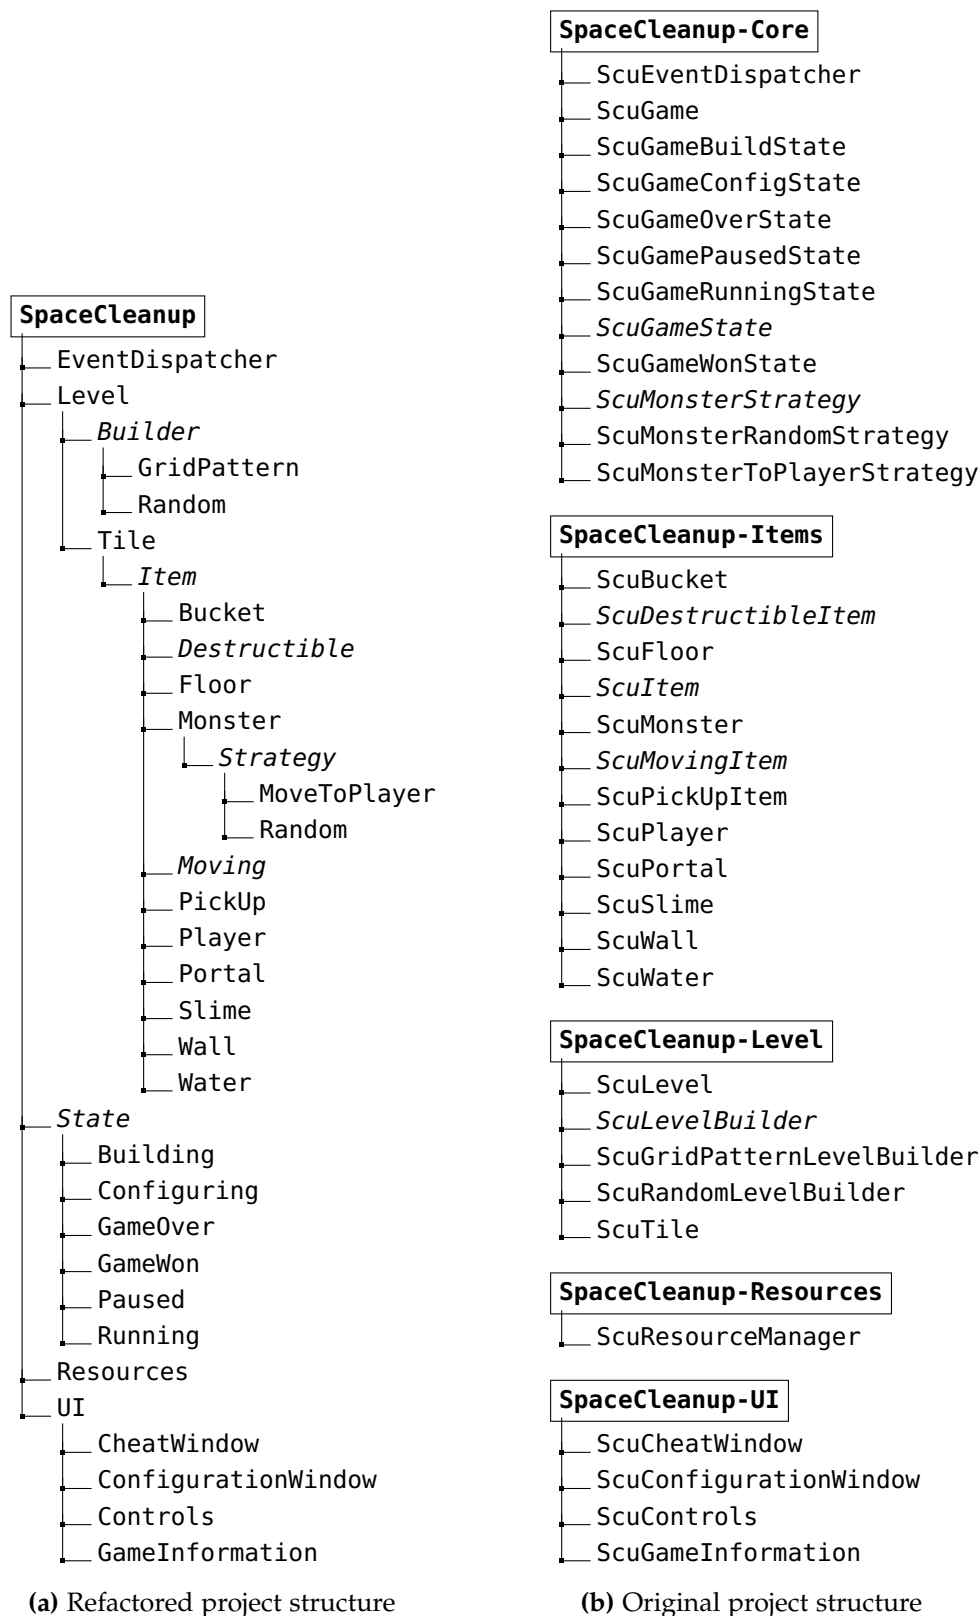 SpaceCleanup
EventDispatcher
Level
Builder
GridPattern
Random
Tile
Item
Bucket
Destructible
Floor
Monster
Strategy
MoveToPlayer
Random
Moving
PickUp
Player
Portal
Slime
Wall
Water
State
Building
Configuring
GameOver
GameWon
Paused
Running
Resources
UI
CheatWindow
ConfigurationWindow
Controls
GameInformation
(a) Refactored project structure
SpaceCleanup-Core
ScuEventDispatcher
ScuGame
ScuGameBuildState
ScuGameConfigState
ScuGameOverState
ScuGamePausedState
ScuGameRunningState
ScuGameState
ScuGameWonState
ScuMonsterStrategy
ScuMonsterRandomStrategy
ScuMonsterToPlayerStrategy
SpaceCleanup-Items
ScuBucket
ScuDestructibleItem
ScuFloor
ScuItem
ScuMonster
ScuMovingItem
ScuPickUpItem
ScuPlayer
ScuPortal
ScuSlime
ScuWall
ScuWater
SpaceCleanup-Level
ScuLevel
ScuLevelBuilder
ScuGridPatternLevelBuilder
ScuRandomLevelBuilder
ScuTile
SpaceCleanup-Resources
ScuResourceManager
SpaceCleanup-UI
ScuCheatWindow
ScuConfigurationWindow
ScuControls
ScuGameInformation
(b) Original project structure